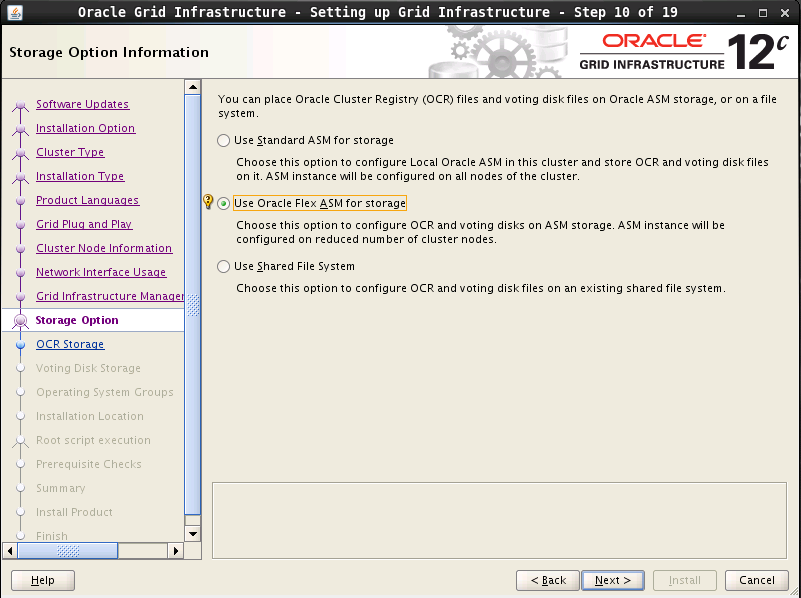 Oracle Grid Infrastructure - Setting up Grid Infrastructure - Step 10 of 19
Storage Option Information
ORACLE
GRID INFRASTRUCTURE
12c
Software Updates
Installation Option
Cluster Type
Installation Type
Product Languages
Grid Plug and Play
Cluster Node Information
Network Interface Usage
Grid Infrastructure Manager
Storage Option
OCR Storage
Voting Disk Storage
Operating System Groups
Installation Location
Root script execution
Prerequisite Checks
Summary
Install Product
Finish
You can place Oracle Cluster Registry (OCR) files and voting disk files on Oracle ASM storage, or on a file
system.
Use Standard ASM for storage
Choose this option to configure Local Oracle ASM in this cluster and store OCR and voting disk files
on it. ASM instance will be configured on all nodes of the cluster.
Use Oracle Flex ASM for storage
Choose this option to configure OCR and voting disks on ASM storage. ASM instance will be
configured on reduced number of cluster nodes.
Use Shared File System
Choose this option to configure OCR and voting disk files on an existing shared file system.
Help
< Back
Next >
Install
Cancel